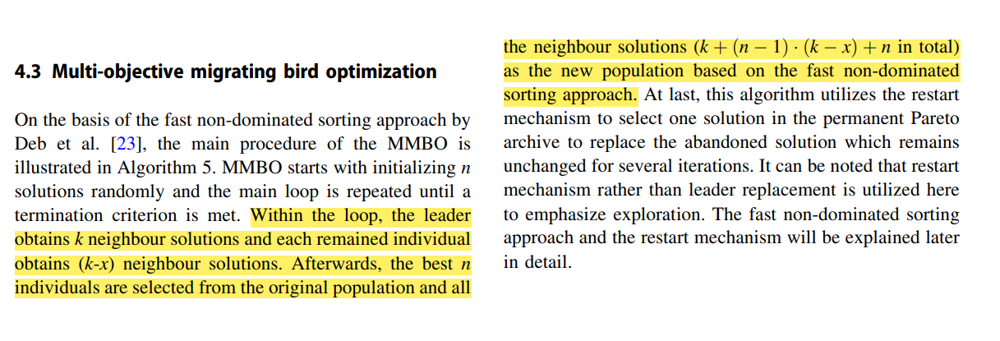 4.3 Multi-objective migrating bird optimization
On the basis of the fast non-dominated sorting approach by
Deb et al. [23], the main procedure of the MMBO is
illustrated in Algorithm 5. MMBO starts with initializing n
solutions randomly and the main loop is repeated until a
termination criterion is met. Within the loop, the leader
obtains k neighbour solutions and each remained individual
obtains (k-x) neighbour solutions. Afterwards, the best n
individuals are selected from the original population and all
the neighbour solutions (k + (n − 1) · (k − x) + n in total)
as the new population based on the fast non-dominated
sorting approach. At last, this algorithm utilizes the restart
mechanism to select one solution in the permanent Pareto
archive to replace the abandoned solution which remains
unchanged for several iterations. It can be noted that restart
mechanism rather than leader replacement is utilized here
to emphasize exploration. The fast non-dominated sorting
approach and the restart mechanism will be explained later
in detail.